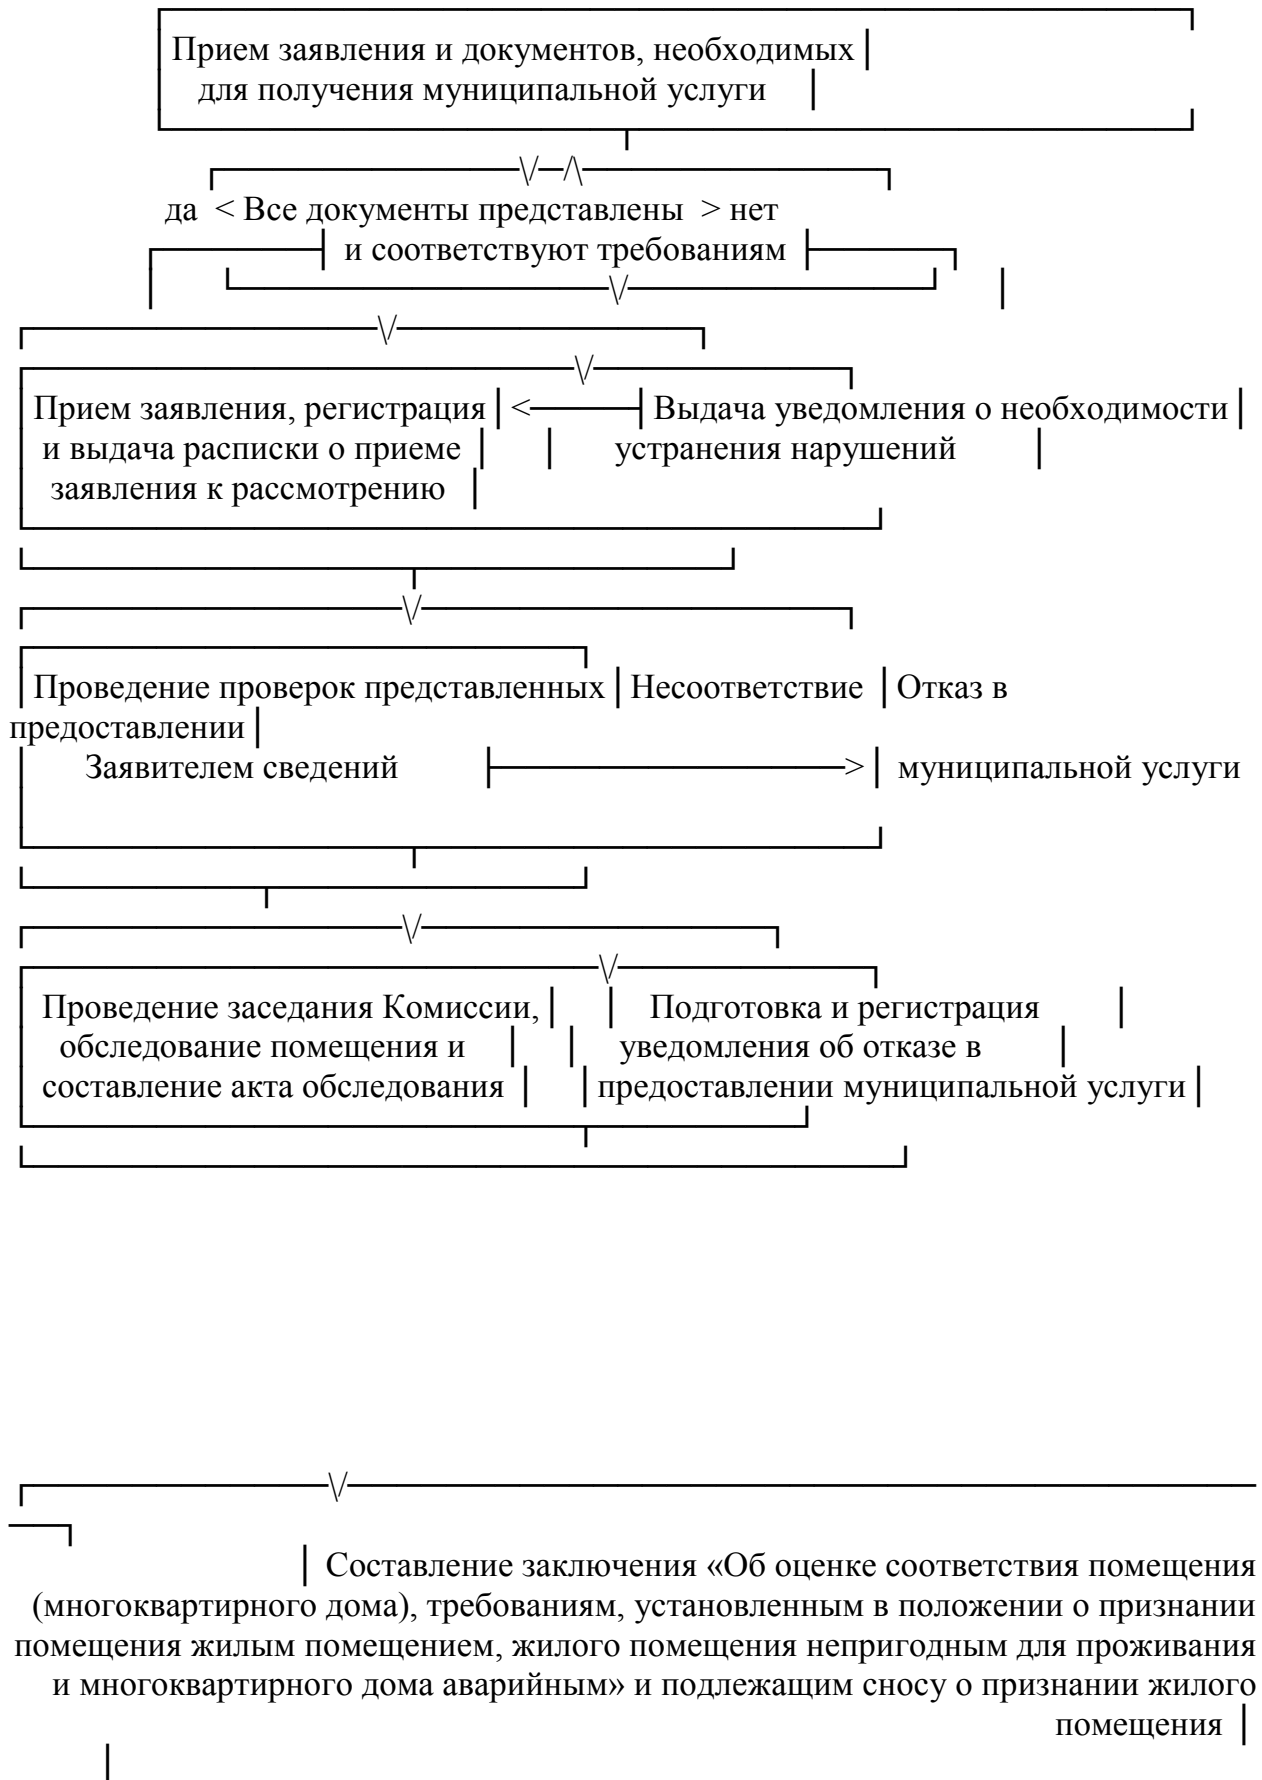 Прием заявления и документов, необходимых
для получения муниципальной услуги
да < Все документы представлены > нет
и соответствуют требованиям
Прием заявления, регистрация < Выдача уведомления о необходимости
и выдача расписки о приеме устранения нарушений
заявления к рассмотрению
Проведение проверок представленных Несоответствие Отказ в
предоставлении
Заявителем сведений > муниципальной услуги
Проведение заседания Комиссии, Подготовка и регистрация
обследование помещения и уведомления об отказе в
составление акта обследования предоставлении муниципальной услуги
Составление заключения «Об оценке соответствия помещения
(многоквартирного дома), требованиям, установленным в положении о признании
помещения жилым помещением, жилого помещения непригодным для проживания
и многоквартирного дома аварийным» и подлежащим сносу о признании жилого
помещения